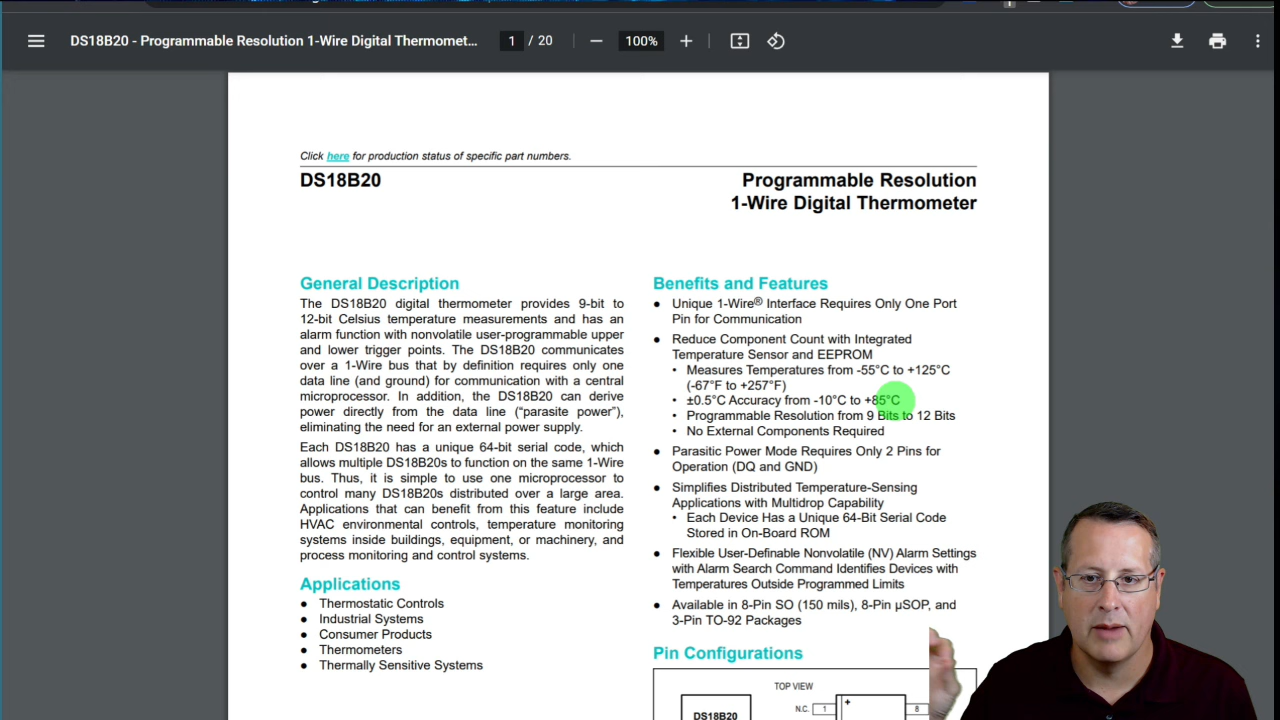 DS18B20 - Programmable Resolution 1-Wire Digital Thermomet...
1 / 20
100%
Click here for production status of specific part numbers.
DS18B20
Programmable Resolution
1-Wire Digital Thermometer
General Description
The DS18B20 digital thermometer provides 9-bit to
12-bit Celsius temperature measurements and has an
alarm function with nonvolatile user-programmable upper
and lower trigger points. The DS18B20 communicates
over a 1-Wire bus that by definition requires only one
data line (and ground) for communication with a central
microprocessor. In addition, the DS18B20 can derive
power directly from the data line (“parasite power”),
eliminating the need for an external power supply.
Each DS18B20 has a unique 64-bit serial code, which
allows multiple DS18B20s to function on the same 1-Wire
bus. Thus, it is simple to use one microprocessor to
control many DS18B20s distributed over a large area.
Applications that can benefit from this feature include
HVAC environmental controls, temperature monitoring
systems inside buildings, equipment, or machinery, and
process monitoring and control systems.
Applications
● Thermostatic Controls
● Industrial Systems
● Consumer Products
● Thermometers
● Thermally Sensitive Systems
Benefits and Features
● Unique 1-Wire® Interface Requires Only One Port
Pin for Communication
● Reduce Component Count with Integrated
Temperature Sensor and EEPROM
• Measures Temperatures from -55°C to +125°C
(-67°F to +257°F)
• ±0.5°C Accuracy from -10°C to +85°C
• Programmable Resolution from 9 Bits to 12 Bits
• No External Components Required
● Parasitic Power Mode Requires Only 2 Pins for
Operation (DQ and GND)
● Simplifies Distributed Temperature-Sensing
Applications with Multidrop Capability
• Each Device Has a Unique 64-Bit Serial Code
Stored in On-Board ROM
● Flexible User-Definable Nonvolatile (NV) Alarm Settings
with Alarm Search Command Identifies Devices with
Temperatures Outside Programmed Limits
● Available in 8-Pin SO (150 mils), 8-Pin µSOP, and
3-Pin TO-92 Packages
Pin Configurations
TOP VIEW
DS18B20
N.C. 1 + 8